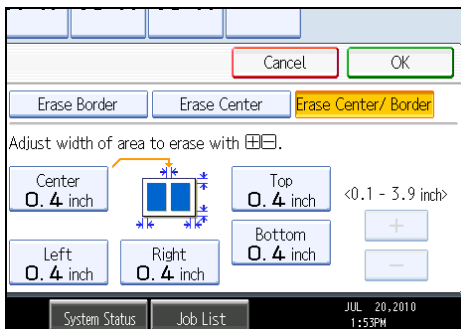 Cancel
OK
Erase Border
Erase Center
Erase Center/ Border
Adjust width of area to erase with ⊞⊟.
Center
0.4 inch
Top
0.4 inch
<0.1 - 3.9 inch>
Bottom
0.4 inch
+
Left
0.4 inch
Right
0.4 inch
−
System Status
Job List
JUL 20,2010
1:53PM